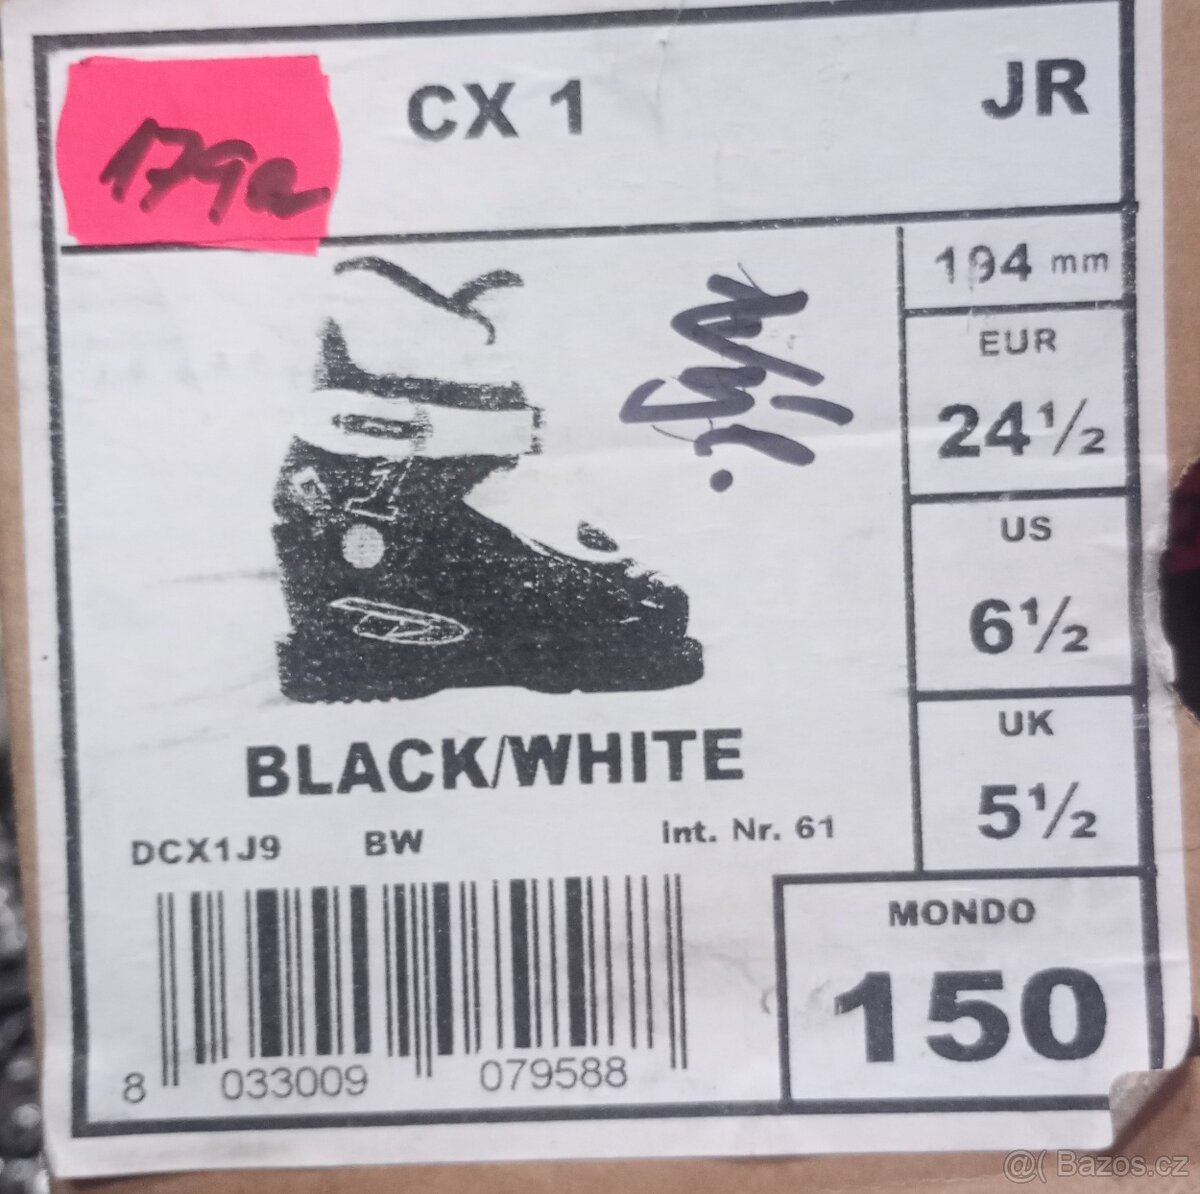 CX 1
JR
194 mm
EUR
24½
US
6½
UK
5½
BLACK/WHITE
DCX1J9 BW int. Nr. 61
MONDO
150
8 033009 079588
@( Bazos.cz